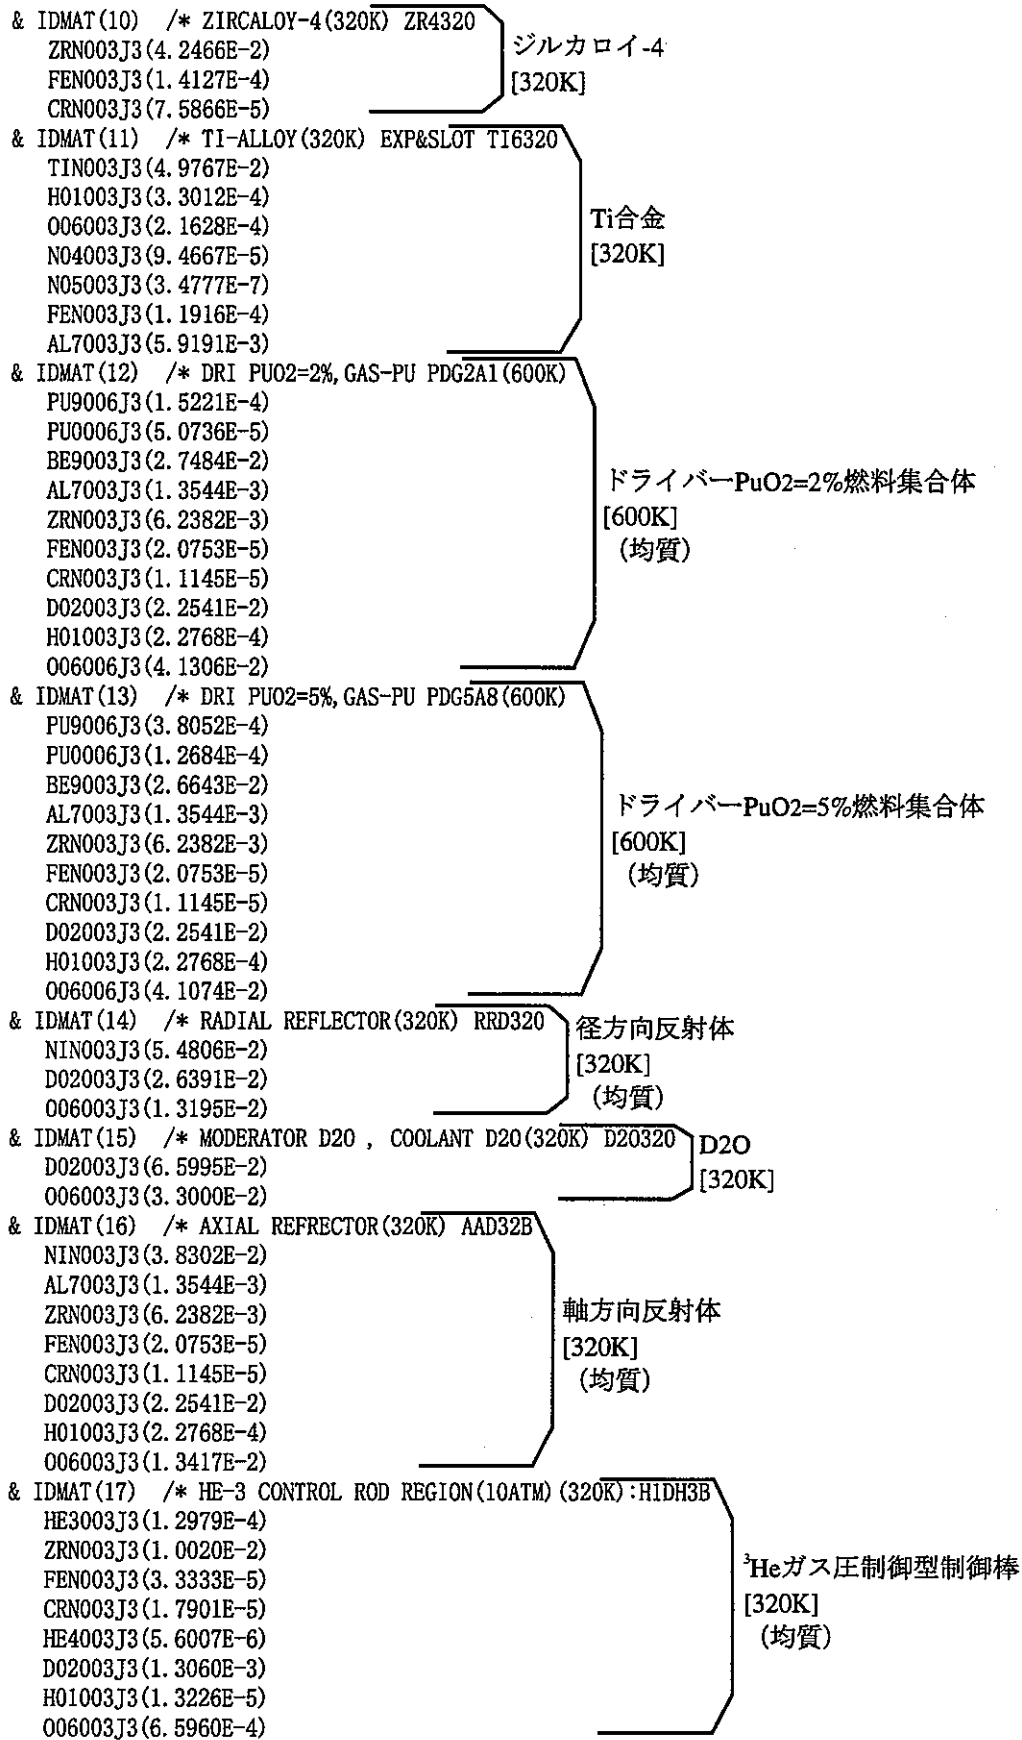 & IDMAT(10)  /* ZIRCALOY-4(320K) ZR4320
ZRN003J3(4.2466E-2)
FEN003J3(1.4127E-4)
CRN003J3(7.5866E-5)
ジルカロイ-4
[320K]
& IDMAT(11)  /* TI-ALLOY(320K) EXP&SLOT TI6320
TIN003J3(4.9767E-2)
H01003J3(3.3012E-4)
O06003J3(2.1628E-4)
N04003J3(9.4667E-5)
N05003J3(3.4777E-7)
FEN003J3(1.1916E-4)
AL7003J3(5.9191E-3)
Ti合金
[320K]
& IDMAT(12)  /* DRI PUO2=2%,GAS-PU PDG2A1(600K)
PU9006J3(1.5221E-4)
PU0006J3(5.0736E-5)
BE9003J3(2.7484E-2)
AL7003J3(1.3544E-3)
ZRN003J3(6.2382E-3)
FEN003J3(2.0753E-5)
CRN003J3(1.1145E-5)
D02003J3(2.2541E-2)
H01003J3(2.2768E-4)
O06006J3(4.1306E-2)
ドライバーPuO2=2%燃料集合体
[600K]
(均質)
& IDMAT(13)  /* DRI PUO2=5%,GAS-PU PDG5A8(600K)
PU9006J3(3.8052E-4)
PU0006J3(1.2684E-4)
BE9003J3(2.6643E-2)
AL7003J3(1.3544E-3)
ZRN003J3(6.2382E-3)
FEN003J3(2.0753E-5)
CRN003J3(1.1145E-5)
D02003J3(2.2541E-2)
H01003J3(2.2768E-4)
O06006J3(4.1074E-2)
ドライバーPuO2=5%燃料集合体
[600K]
(均質)
& IDMAT(14)  /* RADIAL REFLECTOR(320K) RRD320
NIN003J3(5.4806E-2)
D02003J3(2.6391E-2)
O06003J3(1.3195E-2)
径方向反射体
[320K]
(均質)
& IDMAT(15)  /* MODERATOR D2O , COOLANT D2O(320K) D2O320
D02003J3(6.5995E-2)
O06003J3(3.3000E-2)
D2O
[320K]
& IDMAT(16)  /* AXIAL REFRECTOR(320K) AAD32B
NIN003J3(3.8302E-2)
AL7003J3(1.3544E-3)
ZRN003J3(6.2382E-3)
FEN003J3(2.0753E-5)
CRN003J3(1.1145E-5)
D02003J3(2.2541E-2)
H01003J3(2.2768E-4)
O06003J3(1.3417E-2)
軸方向反射体
[320K]
(均質)
& IDMAT(17)  /* HE-3 CONTROL ROD REGION(10ATM)(320K):H1DH3B
HE3003J3(1.2979E-4)
ZRN003J3(1.0020E-2)
FEN003J3(3.3333E-5)
CRN003J3(1.7901E-5)
HE4003J3(5.6007E-6)
D02003J3(1.3060E-3)
H01003J3(1.3226E-5)
O06003J3(6.5960E-4)
³Heガス圧制御型制御棒
[320K]
(均質)